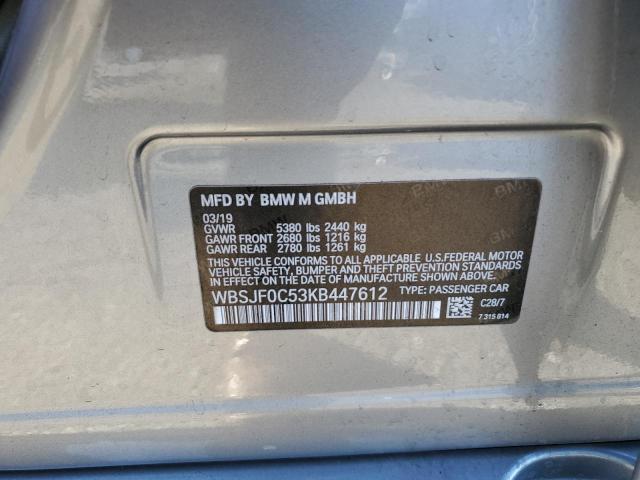 MFD BY BMW M GMBH
03/19
GVWR 5380 lbs 2440 kg
GAWR FRONT 2680 lbs 1216 kg
GAWR REAR 2780 lbs 1261 kg
THIS VEHICLE CONFORMS TO ALL APPLICABLE U.S.FEDERAL MOTOR
VEHICLE SAFETY, BUMPER, AND THEFT PREVENTION STANDARDS
IN EFFECT ON THE DATE OF MANUFACTURE SHOWN ABOVE.
WBSJF0C53KB447612 TYPE: PASSENGER CAR
C28/7
7 315 814